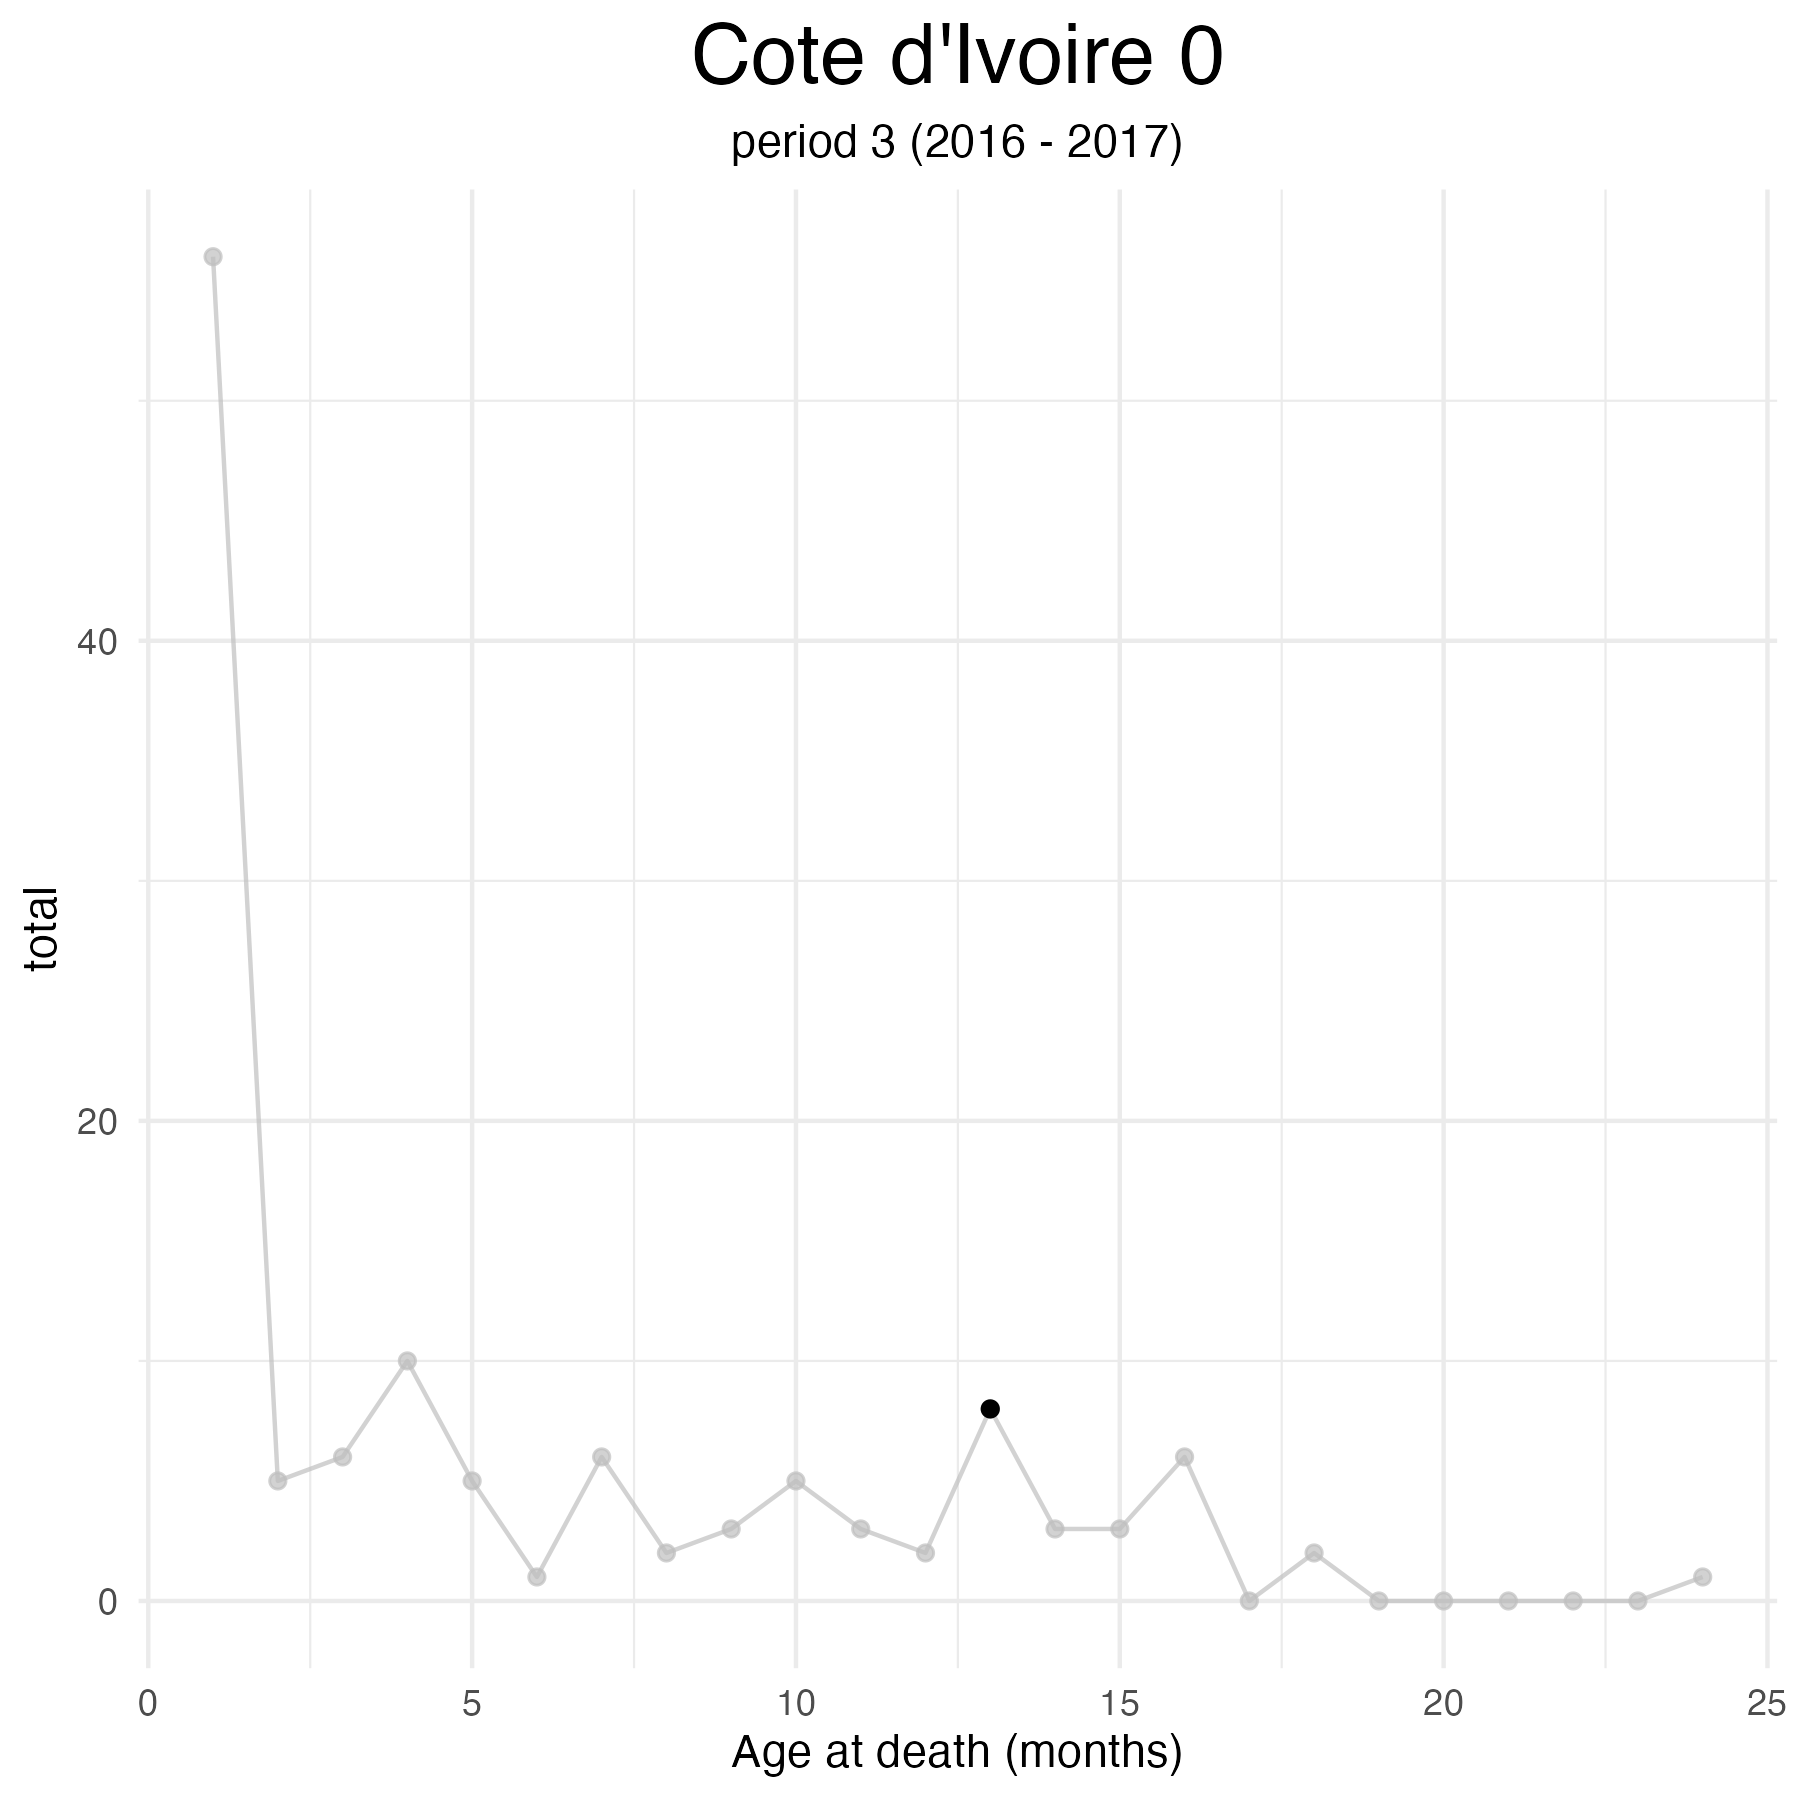 Cote d'Ivoire 0
period 3 (2016 - 2017)
total
40
20
0
0 5 10 15 20 25
Age at death (months)